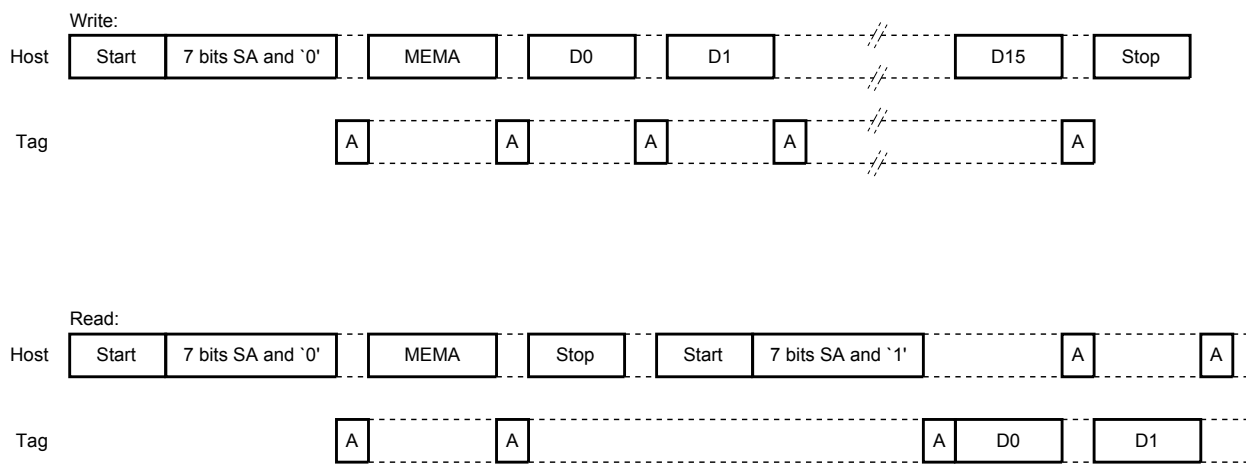 Write:
Host Start 7 bits SA and `0' MEMA D0 D1 D15 Stop
Tag A A A A A
Read:
Host Start 7 bits SA and `0' MEMA Stop Start 7 bits SA and `1' A A
Tag A A A D0 D1